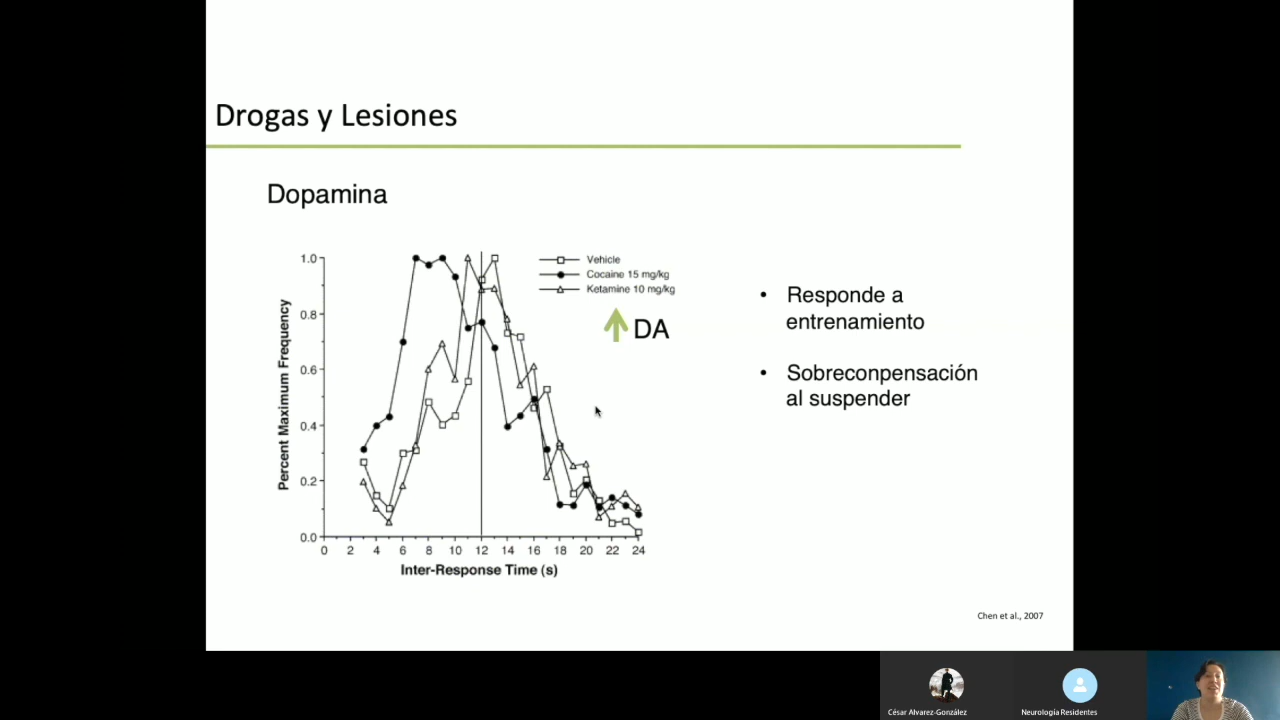 Drogas y Lesiones
Dopamina
1.0
0.8
0.6
0.4
0.2
0.0
Percent Maximum Frequency
0 2 4 6 8 10 12 14 16 18 20 22 24
Inter-Response Time (s)
Vehicle
Cocaine 15 mg/kg
Ketamine 10 mg/kg
DA
• Responde a
entrenamiento
• Sobreconpensación
al suspender
Chen et al., 2007
César Alvarez-González
Neurología Residentes